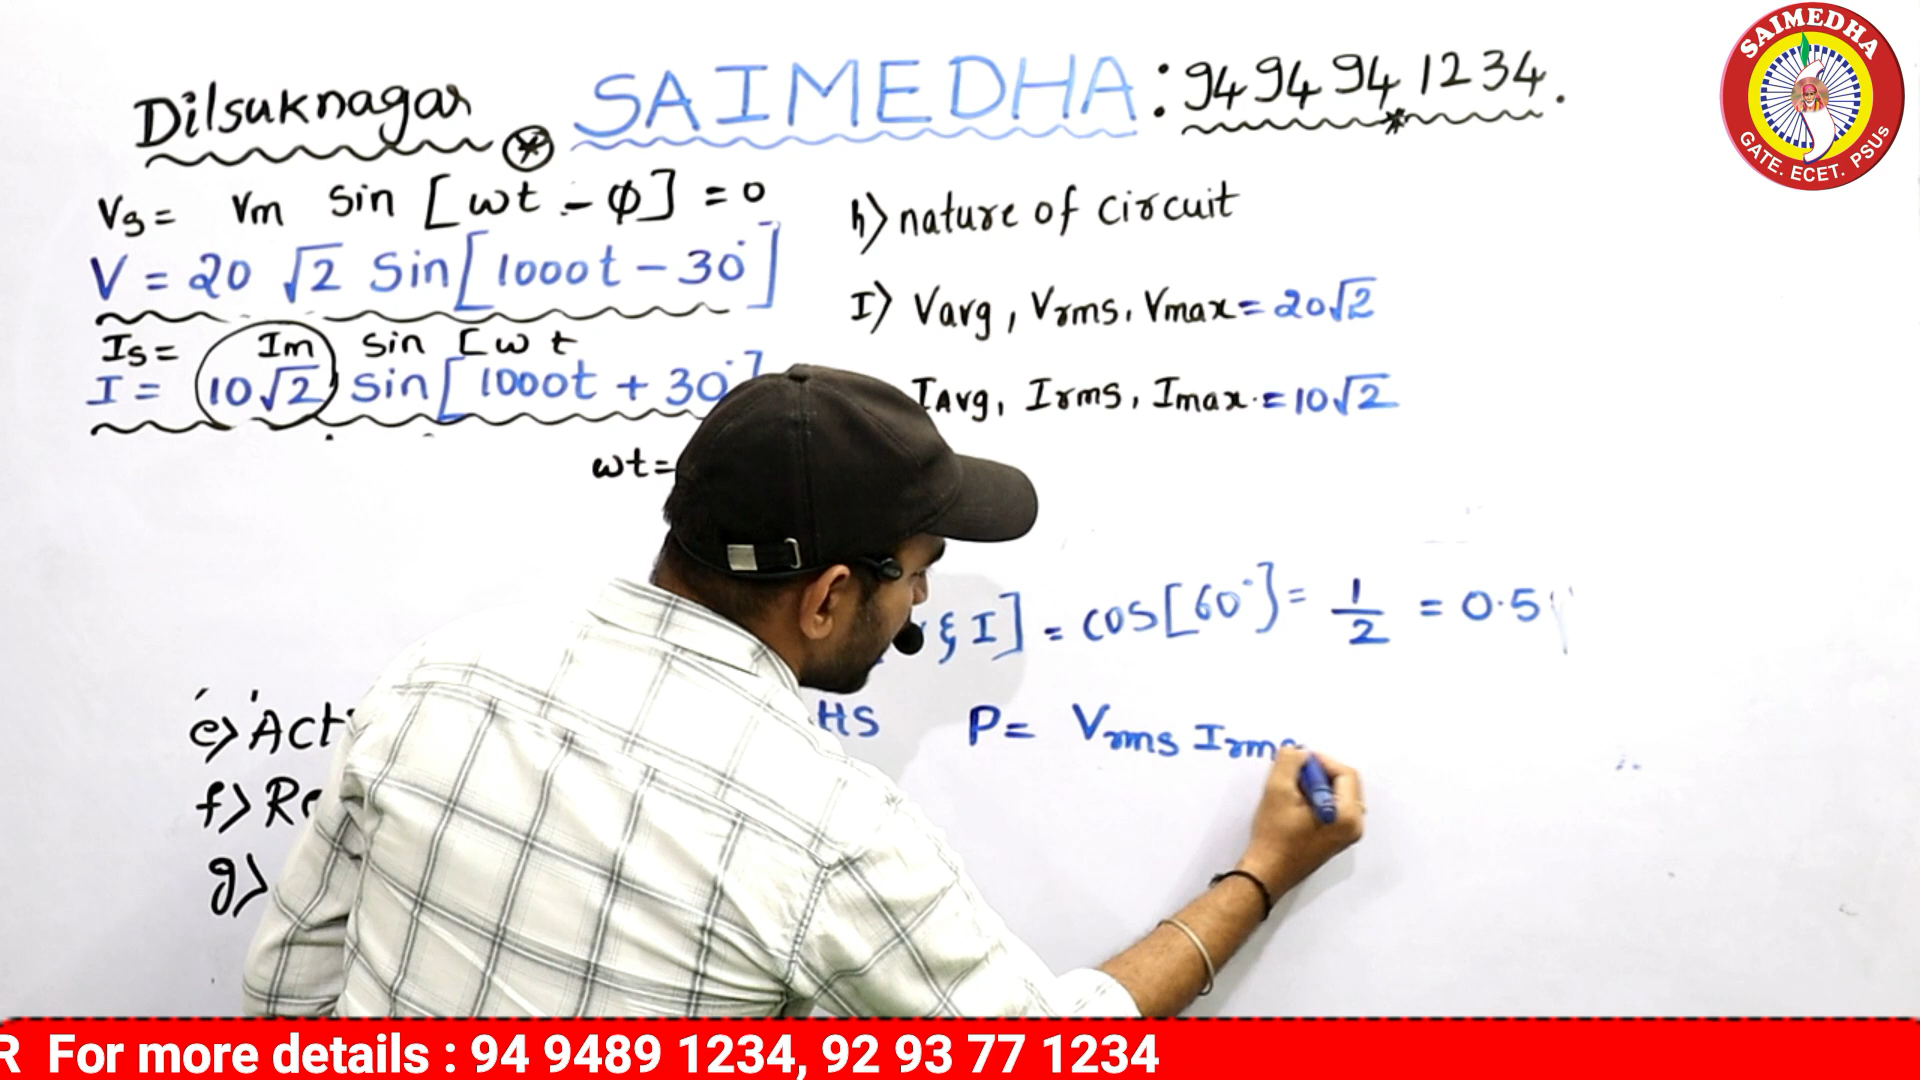 Dilsuknagar SAIMEDHA : 94 94 94 1234.
SAIMEDHA
GATE. ECET. PSUs
Vs = Vm Sin [ωt - Φ] = 0
V = 20 √2 Sin[1000t - 30°]
Is = Im Sin [ωt
I = 10√2 Sin[1000t + 30°]
ωt=
h) nature of circuit
I) Vavg, Vrms, Vmax = 20√2
IAvg, Irms, Imax = 10√2
& I] = cos[60°] = 1/2 = 0.5
e) Act
HS P = Vrms Irms
f) Re
g)
R For more details : 94 9489 1234, 92 93 77 1234